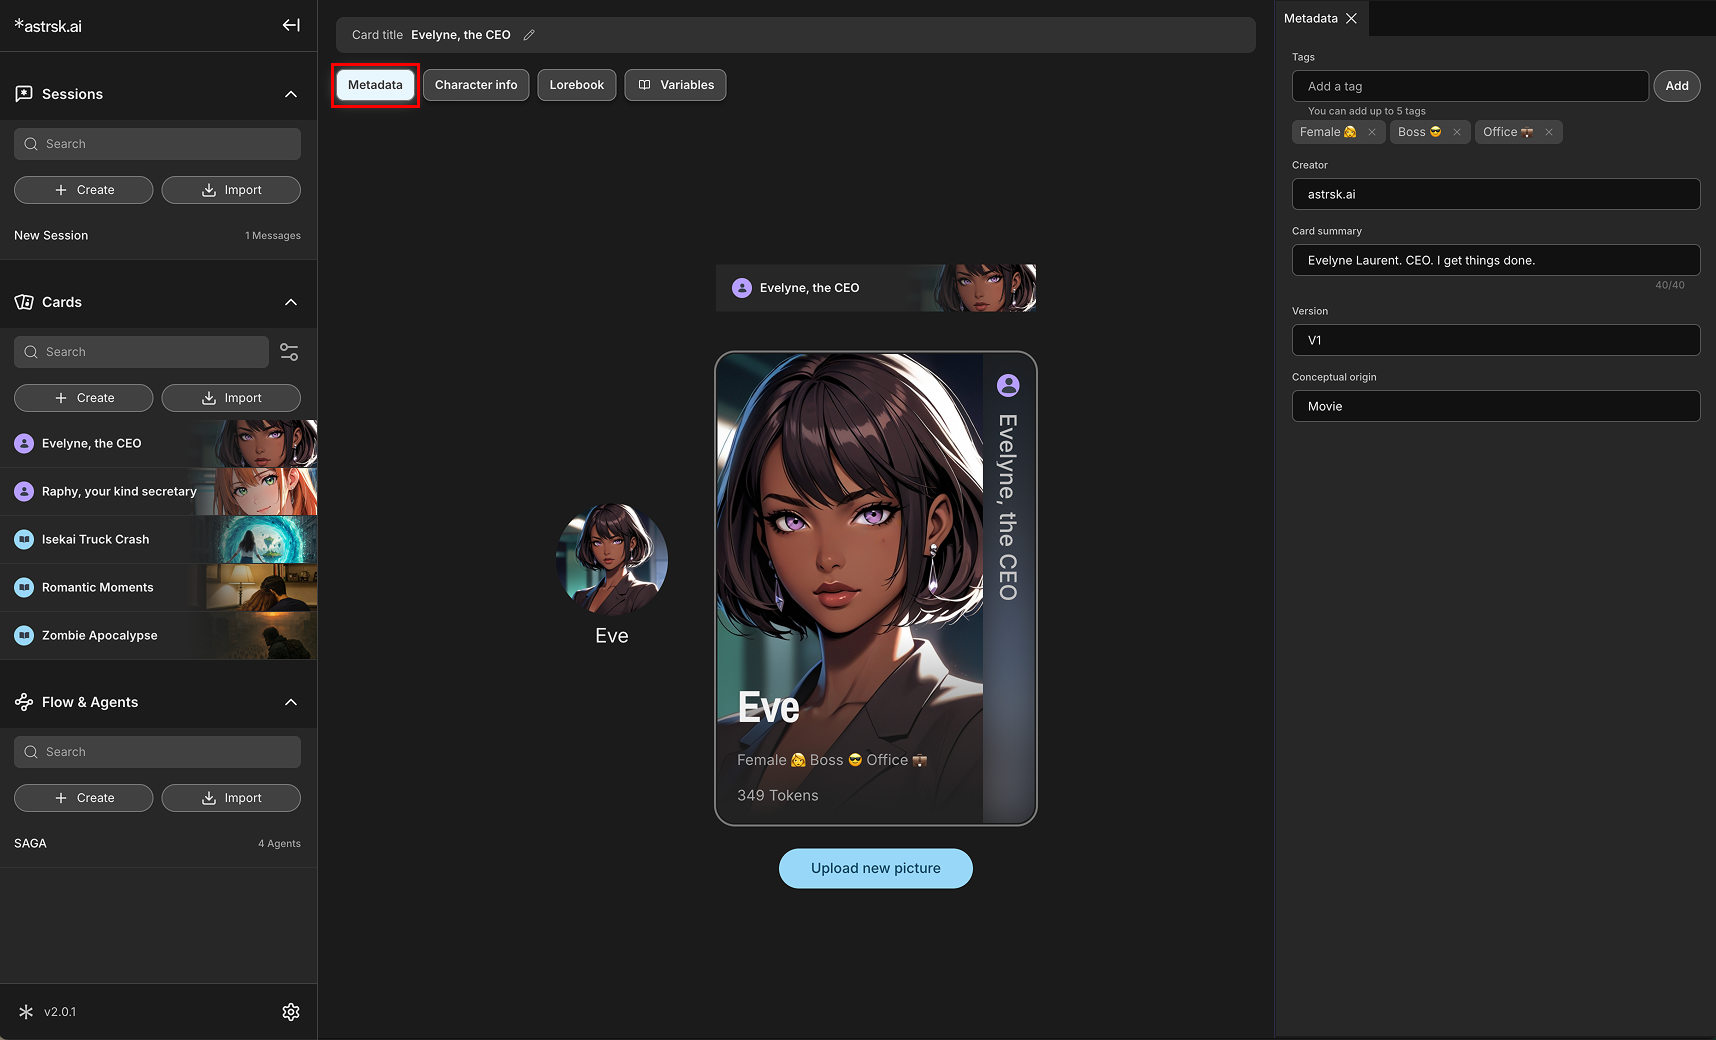 *astrsk.ai
Sessions
Search
Create
Import
New Session
1 Messages
Cards
Search
Create
Import
Evelyne, the CEO
Raphy, your kind secretary
Isekai Truck Crash
Romantic Moments
Zombie Apocalypse
Flow & Agents
Search
Create
Import
SAGA
4 Agents
v2.0.1
Card title Evelyne, the CEO
Metadata
Character info
Lorebook
Variables
Evelyne, the CEO
Eve
Evelyne, the CEO
Eve
Female 👩 Boss 😎 Office 💼
349 Tokens
Upload new picture
Metadata
Tags
Add a tag
Add
You can add up to 5 tags
Female 👩
Boss 😎
Office 💼
Creator
astrsk.ai
Card summary
Evelyne Laurent. CEO. I get things done.
40/40
Version
V1
Conceptual origin
Movie